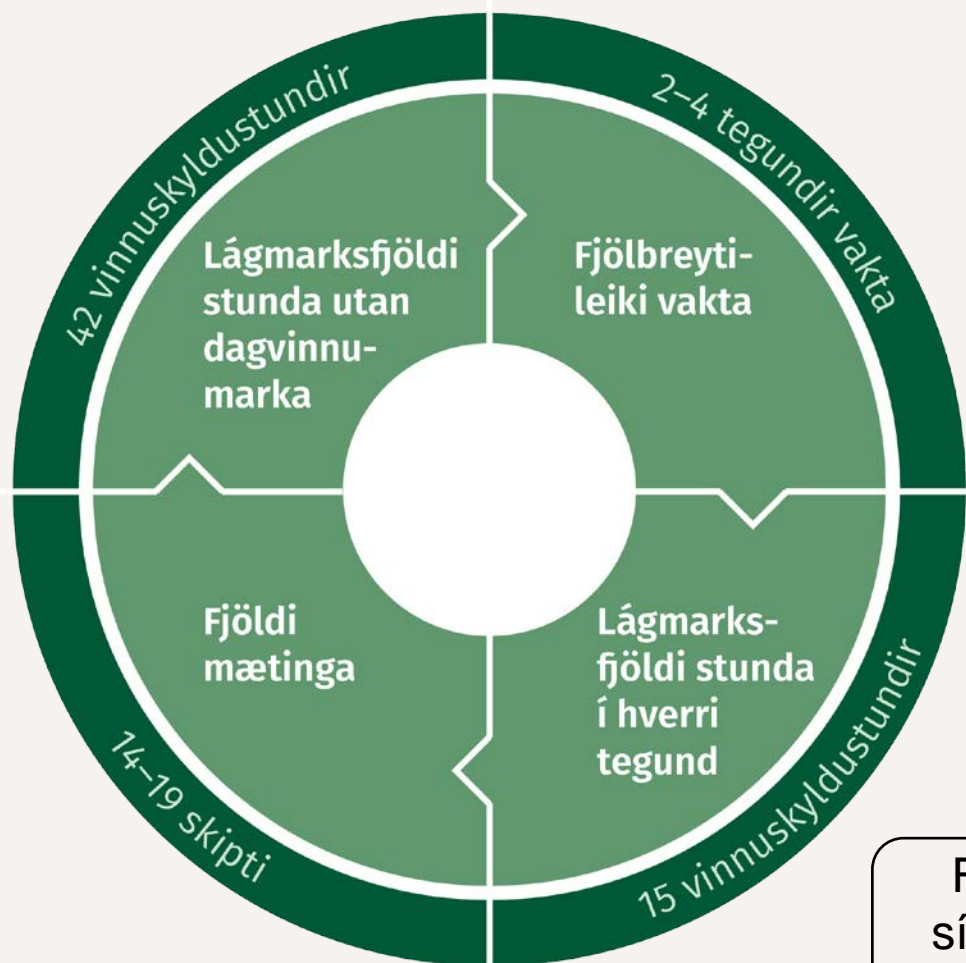 42 vinnuskyldustundir
2–4 tegundir vakta
Lágmarksfjöldi
stunda utan
dagvinnu-
marka
Fjölbreyti-
leiki vakta
Fjöldi
mætinga
Lágmarks-
fjöldi stunda
í hverri
tegund
14–19 skipti
15 vinnuskyldustundir